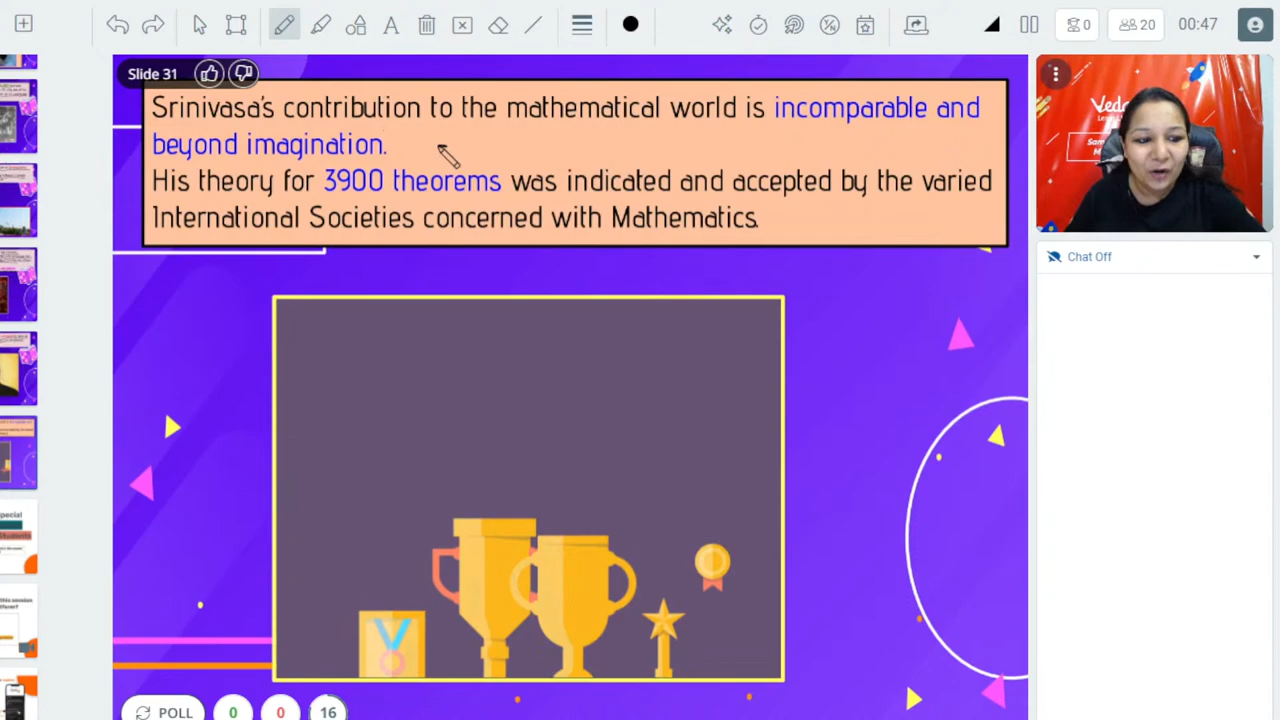 0
20
00:47
Slide 31
Srinivasa's contribution to the mathematical world is incomparable and
beyond imagination.
His theory for 3900 theorems was indicated and accepted by the varied
International Societies concerned with Mathematics.
Chat Off
POLL
0
0
16